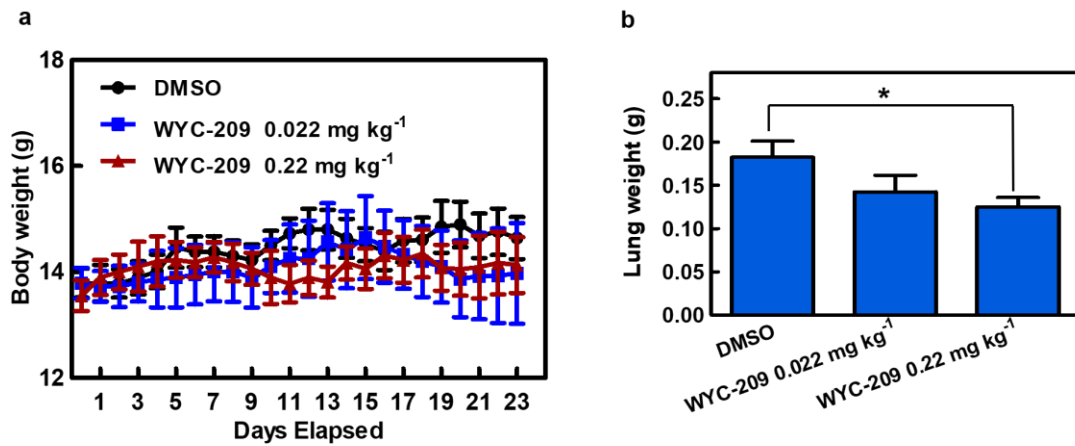 a
Body weight (g)
18
16
14
12
DMSO
WYC-209 0.022 mg kg⁻¹
WYC-209 0.22 mg kg⁻¹
1 3 5 7 9 11 13 15 17 19 21 23
Days Elapsed
b
Lung weight (g)
0.25
0.20
0.15
0.10
0.05
0.00
*
DMSO
WYC-209 0.022 mg kg⁻¹
WYC-209 0.22 mg kg⁻¹